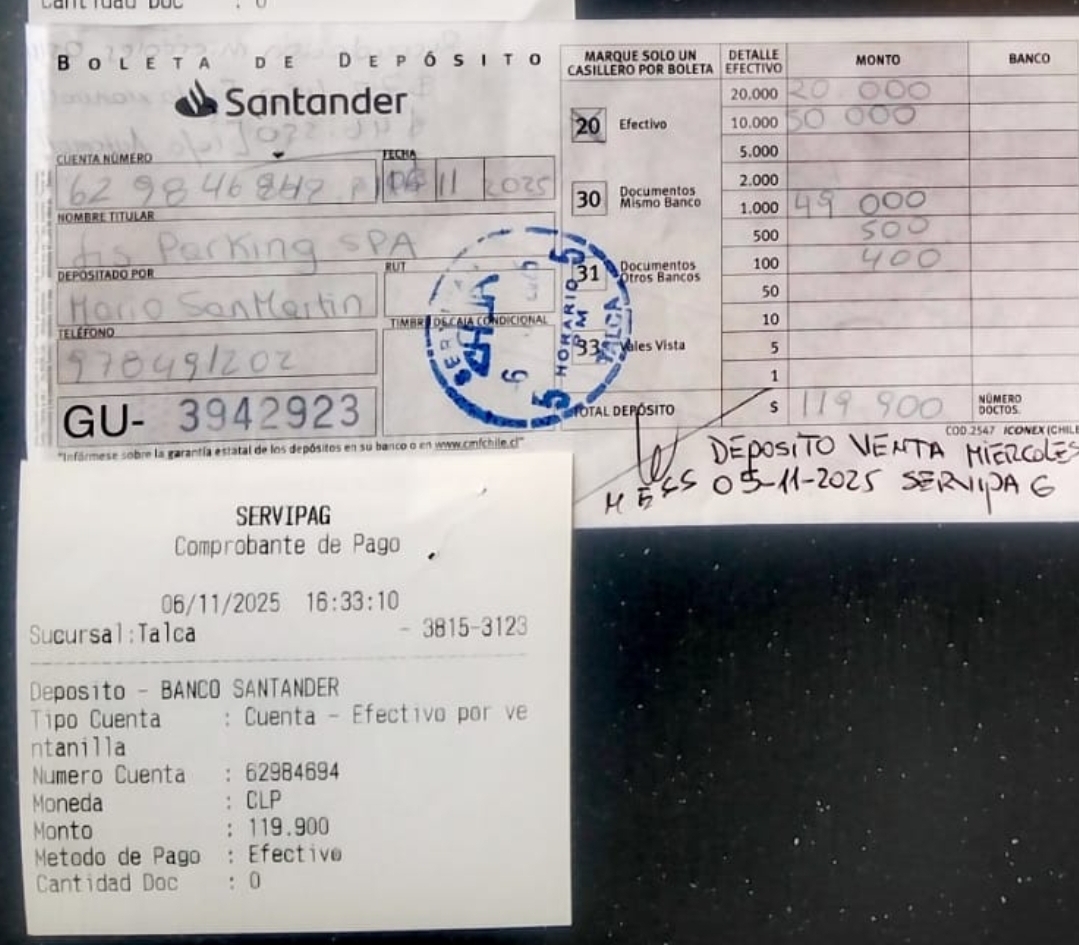 Cantidad Doc : 0
BOLETA DE DEPÓSITO
Santander
CUENTA NÚMERO
FECHA
11 2025
NOMBRE TITULAR
Parking SPA
DEPOSITADO POR
Mario SanMartin
RUT
TELÉFONO
TIMBRE DE CAJA CONDICIONAL
GU- 3942923
"Infórmese sobre la garantía estatal de los depósitos en su banco o en www.cmfchile.cl"
MARQUE SOLO UN CASILLERO POR BOLETA
20 Efectivo
30 Documentos Mismo Banco
31 Documentos Otros Bancos
33 Vales Vista
HORARIO 5 PM
TALCA
DETALLE EFECTIVO MONTO BANCO
20.000 20 000
10.000 50 000
5.000
2.000
1.000 49 000
500 500
100 400
50
10
5
1
TOTAL DEPÓSITO $ 119 900 NÚMERO DOCTOS.
COD.2547 ICONEX (CHILE
DEPOSITO VENTA MIERCOLES
05-11-2025 SERVIPAG
SERVIPAG
Comprobante de Pago
06/11/2025 16:33:10
Sucursal:Talca - 3815-3123
Deposito - BANCO SANTANDER
Tipo Cuenta : Cuenta - Efectivo por ve
ntanilla
Numero Cuenta : 62984694
Moneda : CLP
Monto : 119.900
Metodo de Pago : Efectivo
Cantidad Doc : 0